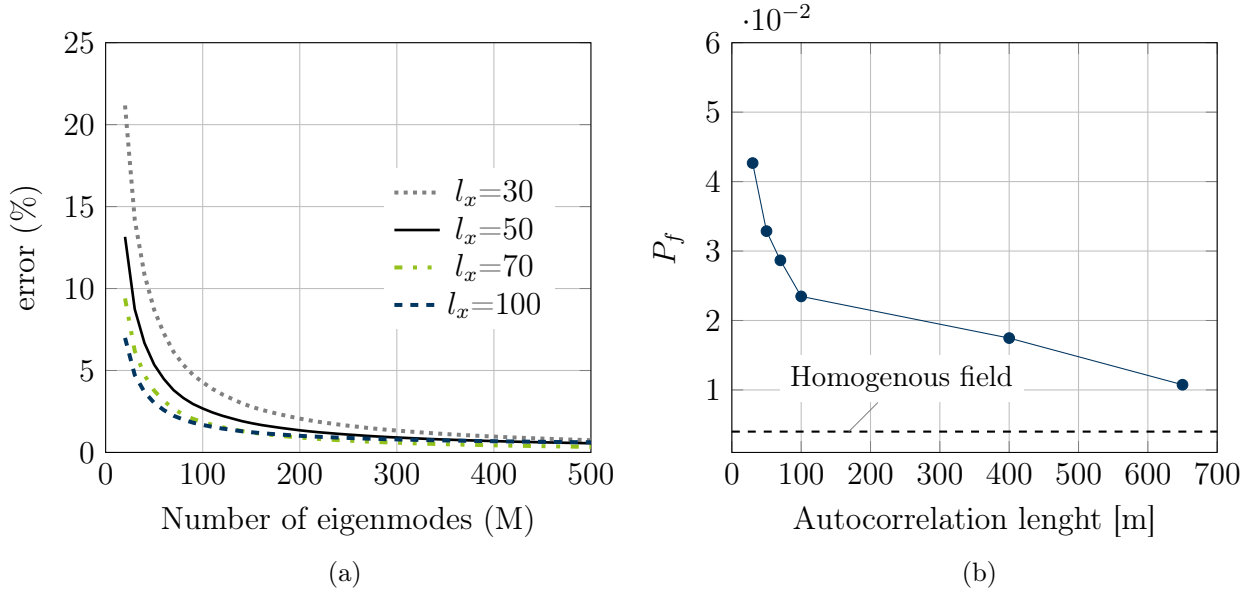 25
20
15
10
5
0
0 100 200 300 400 500
error (%)
Number of eigenmodes (M)
l_x=30
l_x=50
l_x=70
l_x=100
(a)
·10⁻²
6
5
4
3
2
1
0 100 200 300 400 500 600 700
P_f
Homogenous field
Autocorrelation lenght [m]
(b)